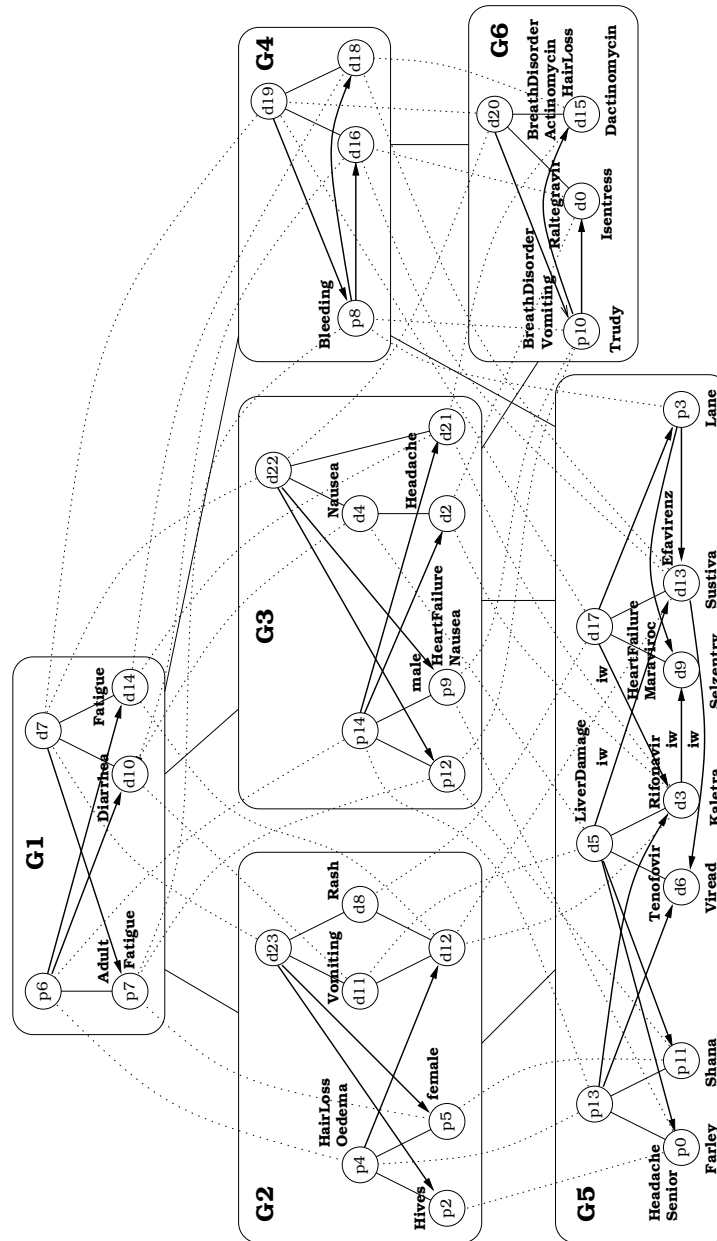 G1
p6
d7
Adult
Fatigue
Diarrhea
Fatigue
p7
d10
d14
G2
d23
HairLoss
Oedema
Vomiting
Rash
p4
d11
d8
Hives
female
p2
p5
d12
G3
d22
Nausea
p14
d4
male
HeartFailure
Nausea
Headache
p12
p9
d2
d21
G4
d19
Bleeding
p8
d16
d18
G5
LiverDamage
p13
d5
iw
d17
iw
Headache
Senior
Tenofovir
Rifonavir
HeartFailure
Maraviroc
Efavirenz
iw
iw
p0
p11
d6
d3
d9
d13
p3
Farley
Shana
Viread
Kaletra
Selzentry
Sustiva
Lane
G6
d20
BreathDisorder
Vomiting
Raltegravir
BreathDisorder
Actinomycin
HairLoss
p10
d0
d15
Trudy
Isentress
Dactinomycin